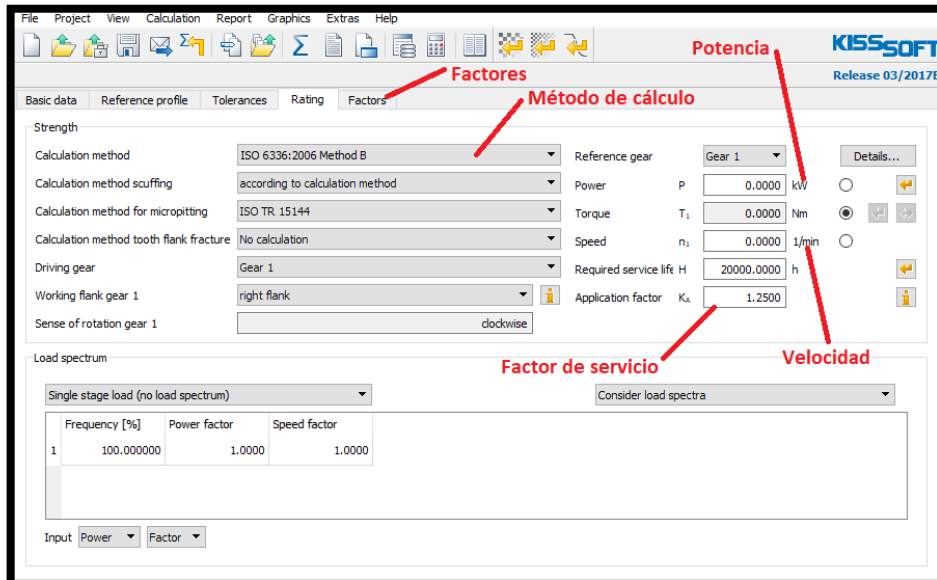 File Project View Calculation Report Graphics Extras Help
KISSSOFT
Potencia
Release 03/2017
Factores
Basic data Reference profile Tolerances Rating Factors
Método de cálculo
Strength
Calculation method ISO 6336:2006 Method B Reference gear Gear 1 Details...
Calculation method scuffing according to calculation method Power P 0.0000 kW
Calculation method for micropitting ISO TR 15144 Torque T₁ 0.0000 Nm
Calculation method tooth flank fracture No calculation Speed n₁ 0.0000 1/min
Driving gear Gear 1 Required service life H 20000.0000 h
Working flank gear 1 right flank Application factor KA 1.2500
Sense of rotation gear 1 clockwise
Factor de servicio
Velocidad
Load spectrum
Single stage load (no load spectrum) Consider load spectra
Frequency [%] Power factor Speed factor
1 100.000000 1.0000 1.0000
Input Power Factor